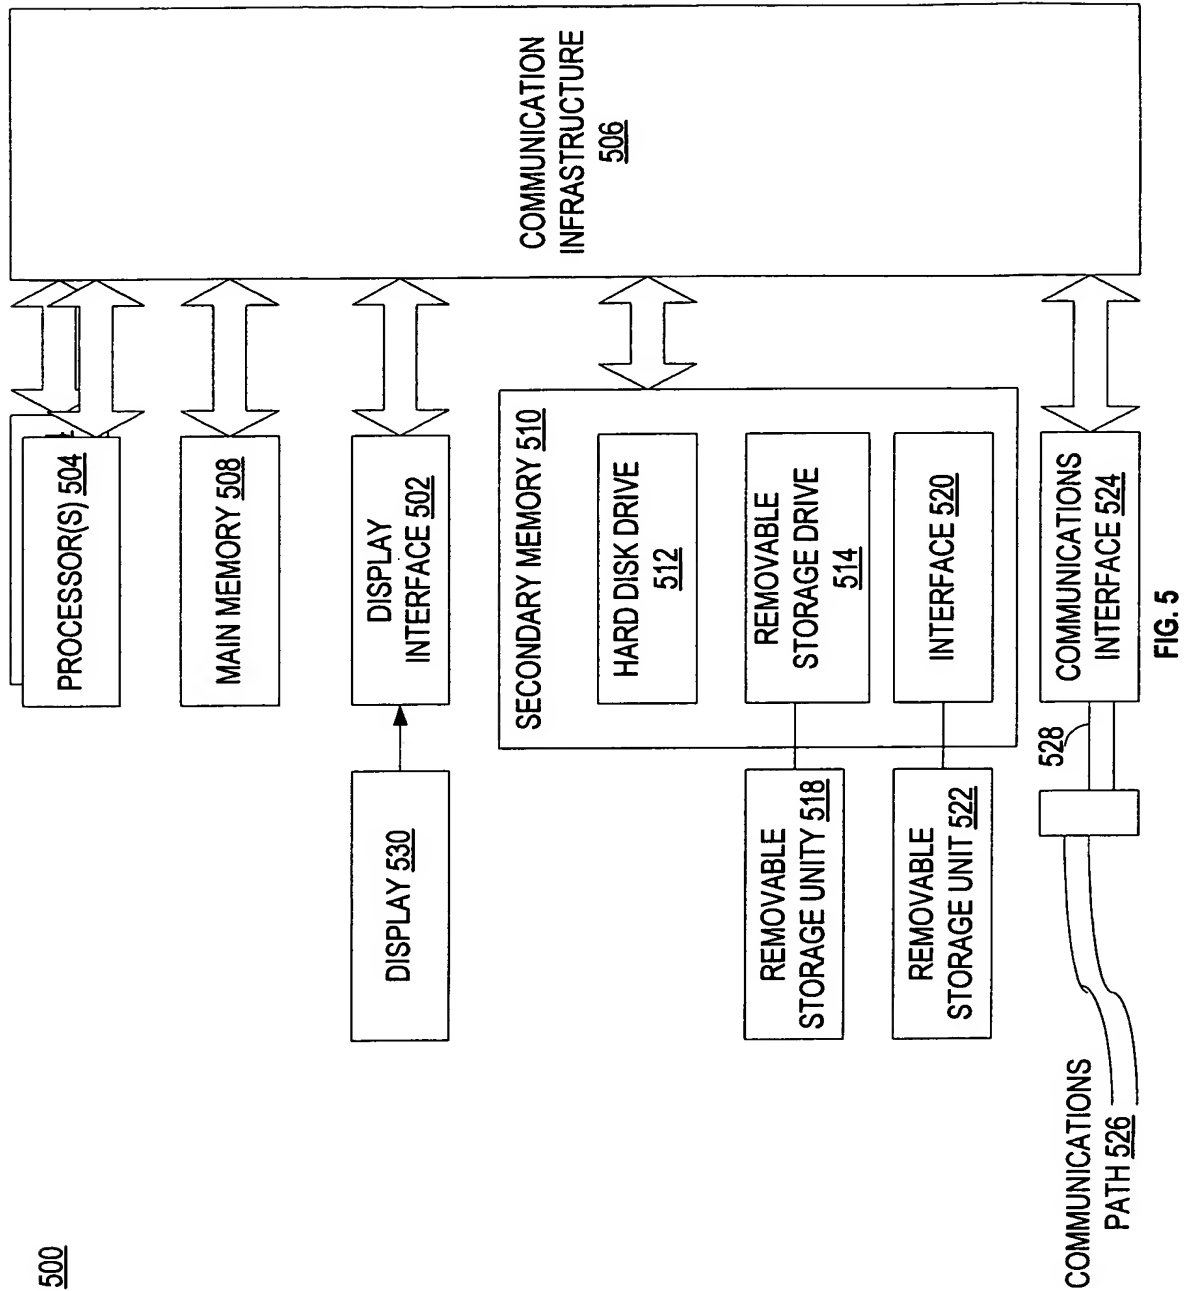 500
COMMUNICATION
INFRASTRUCTURE
506
PROCESSOR(S) 504
MAIN MEMORY 508
DISPLAY
INTERFACE 502
DISPLAY 530
SECONDARY MEMORY 510
HARD DISK DRIVE
512
REMOVABLE
STORAGE DRIVE
514
INTERFACE 520
REMOVABLE
STORAGE UNITY 518
REMOVABLE
STORAGE UNIT 522
COMMUNICATIONS
INTERFACE 524
528
COMMUNICATIONS
PATH 526
FIG. 5